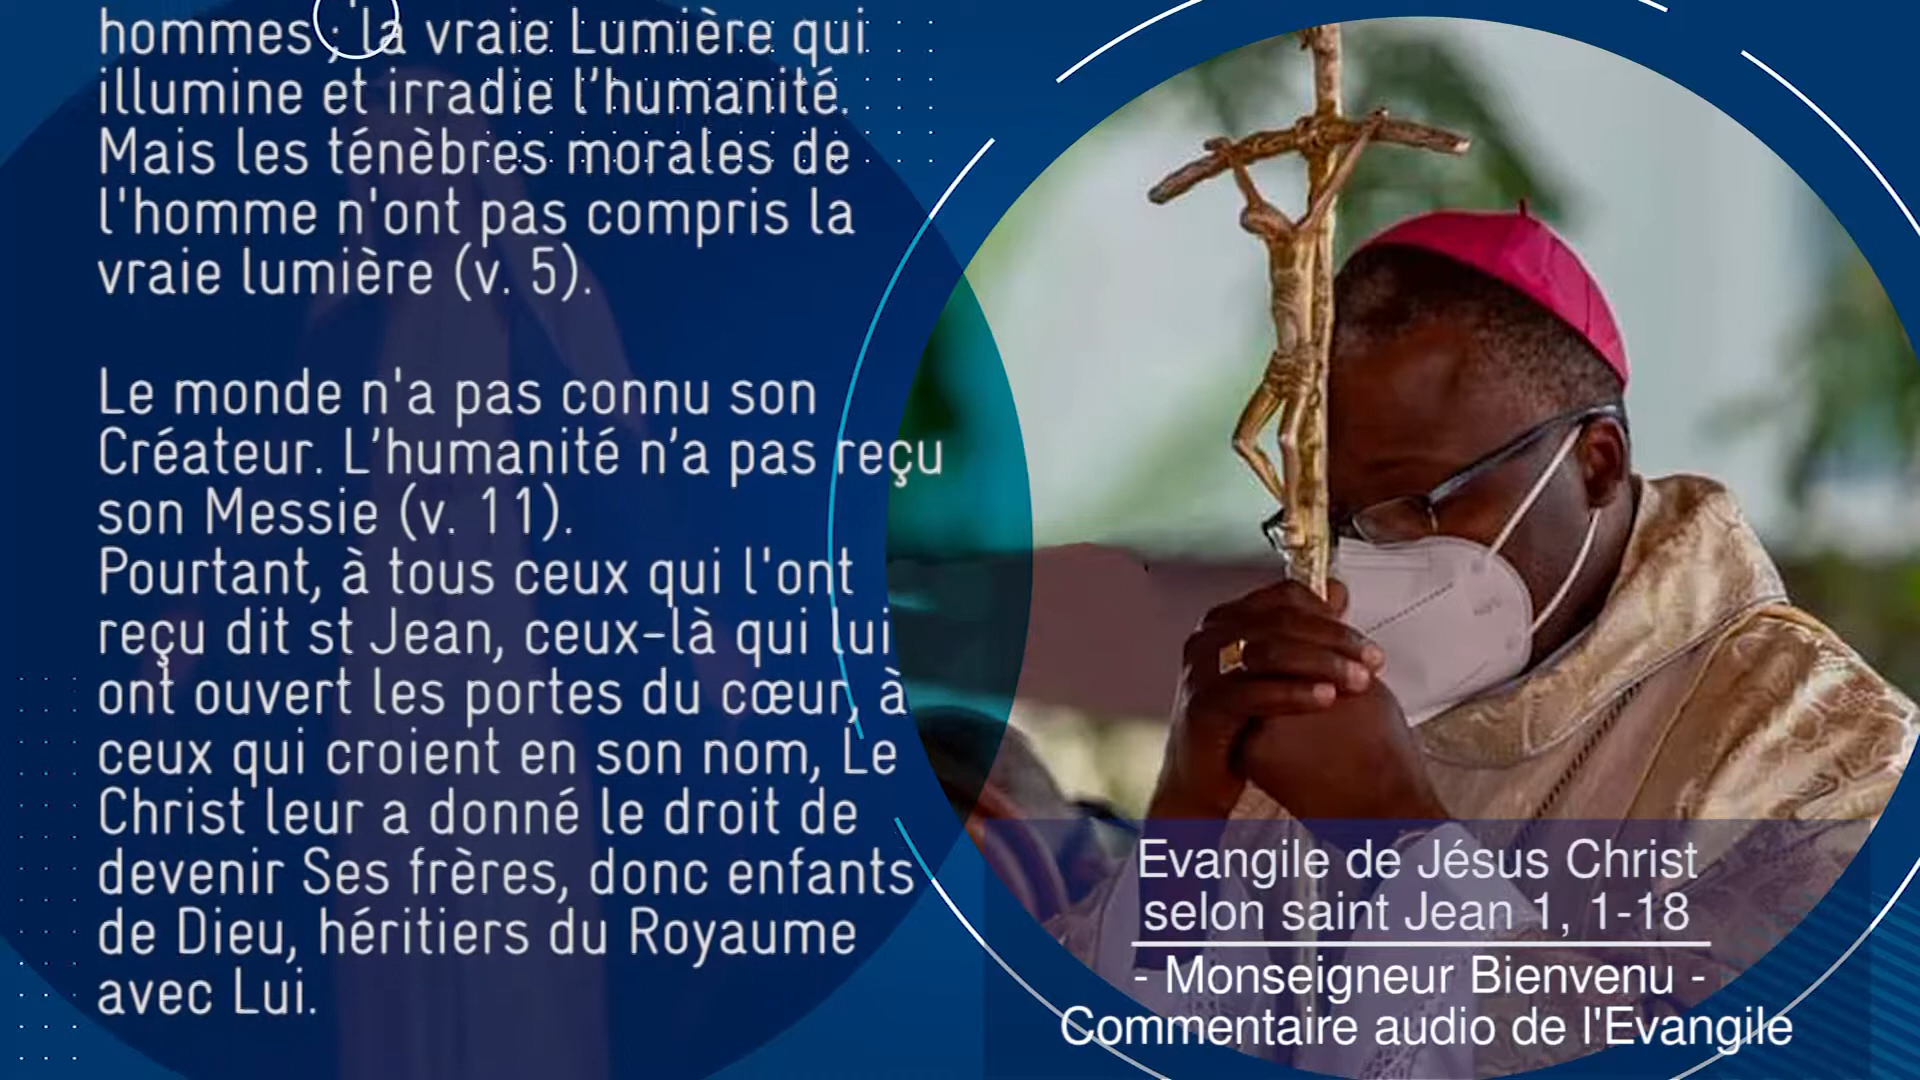 hommes ; la vraie Lumière qui
illumine et irradie l’humanité.
Mais les ténèbres morales de
l'homme n'ont pas compris la
vraie lumière (v. 5).
Le monde n'a pas connu son
Créateur. L’humanité n’a pas reçu
son Messie (v. 11).
Pourtant, à tous ceux qui l'ont
reçu dit st Jean, ceux-là qui lui
ont ouvert les portes du cœur, à
ceux qui croient en son nom, Le
Christ leur a donné le droit de
devenir Ses frères, donc enfants
de Dieu, héritiers du Royaume
avec Lui.
Evangile de Jésus Christ
selon saint Jean 1, 1-18
- Monseigneur Bienvenu -
Commentaire audio de l'Evangile